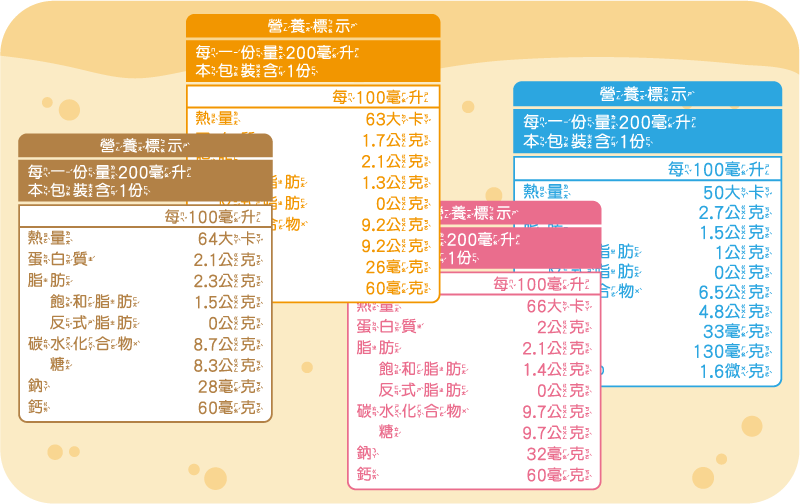 營養標示
每一份量200毫升
本包裝含1份
每100毫升
熱量 63大卡
1.7公克
2.1公克
脂肪 1.3公克
脂肪 0公克
合物 9.2公克
9.2公克
26毫克
60毫克
營養標示
每一份量200毫升
本包裝含1份
每100毫升
熱量 50大卡
2.7公克
1.5公克
脂肪 1公克
脂肪 0公克
合物 6.5公克
4.8公克
33毫克
130毫克
1.6微克
營養標示
每一份量200毫升
本包裝含1份
每100毫升
熱量 64大卡
蛋白質 2.1公克
脂肪 2.3公克
飽和脂肪 1.5公克
反式脂肪 0公克
碳水化合物 8.7公克
糖 8.3公克
鈉 28毫克
鈣 60毫克
養標示
200毫升
1份
每100毫升
熱量 66大卡
蛋白質 2公克
脂肪 2.1公克
飽和脂肪 1.4公克
反式脂肪 0公克
碳水化合物 9.7公克
糖 9.7公克
鈉 32毫克
鈣 60毫克